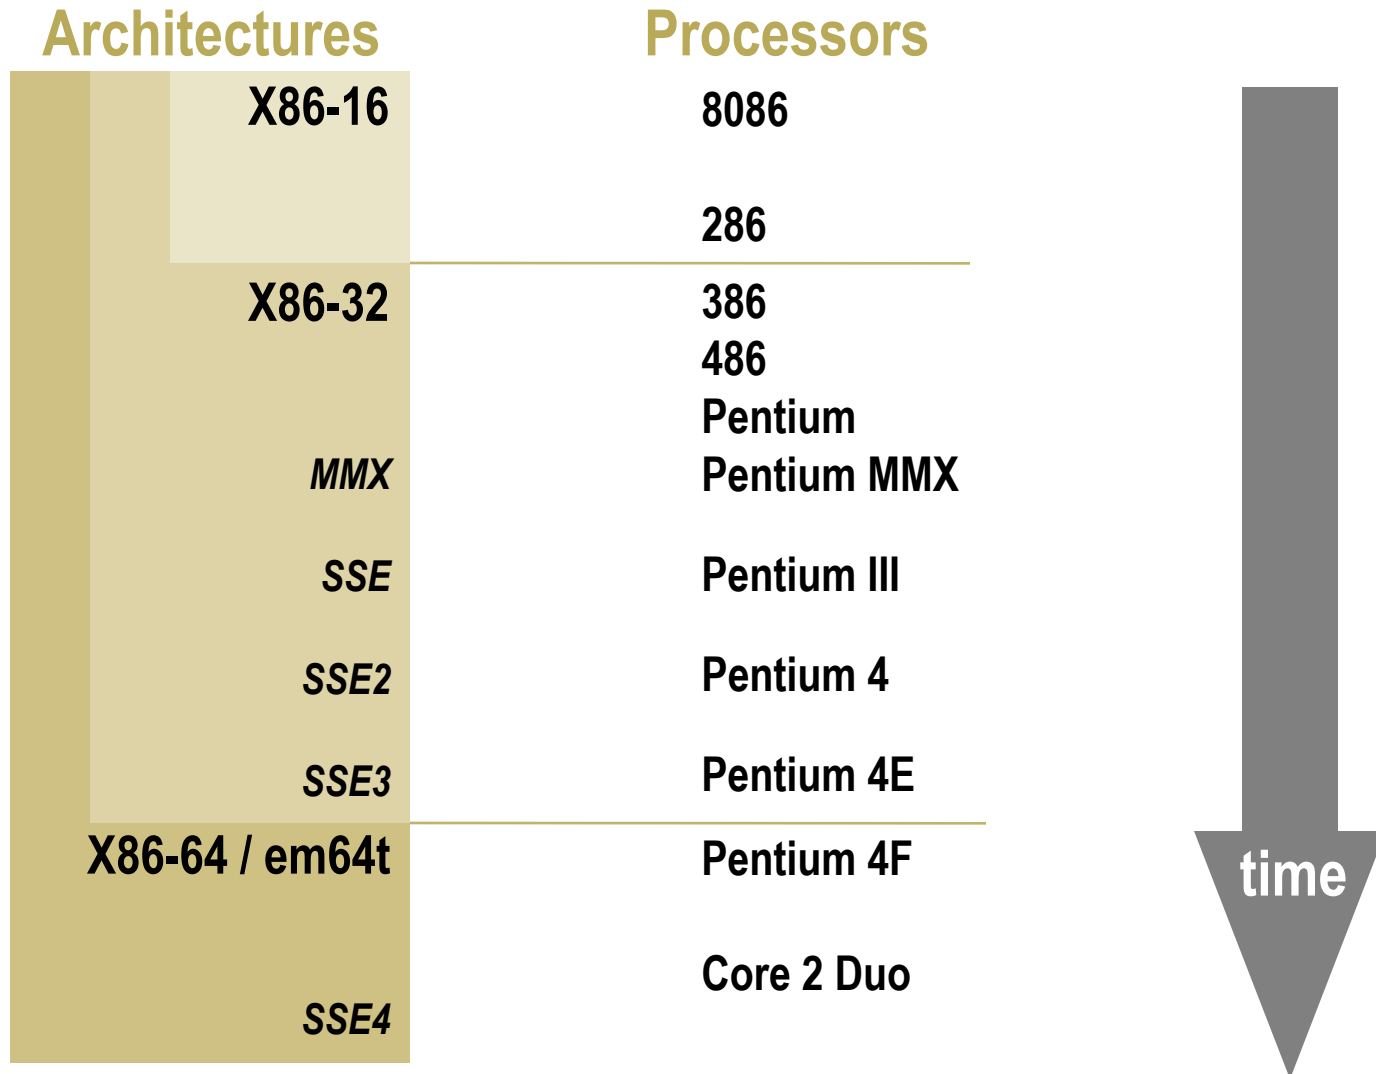 Architectures Processors
X86-16 8086
286
X86-32 386
486
Pentium
MMX Pentium MMX
SSE Pentium III
SSE2 Pentium 4
SSE3 Pentium 4E
X86-64 / em64t Pentium 4F
time
Core 2 Duo
SSE4